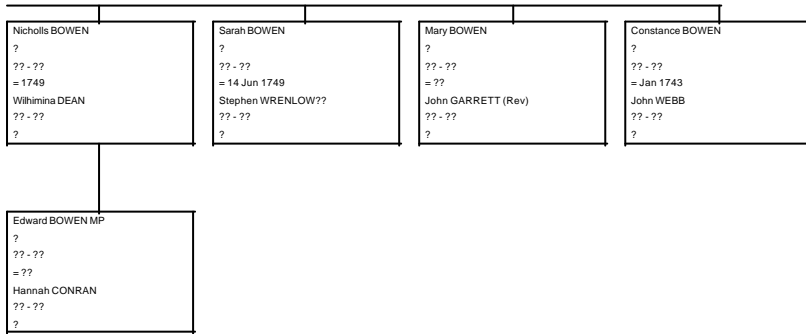 Nicholls BOWEN
?
?? - ??
= 1749
Wilhimina DEAN
?? - ??
?
Sarah BOWEN
?
?? - ??
= 14 Jun 1749
Stephen WRENLOW??
?? - ??
?
Mary BOWEN
?
?? - ??
= ??
John GARRETT (Rev)
?? - ??
?
Constance BOWEN
?
?? - ??
= Jan 1743
John WEBB
?? - ??
?
Edward BOWEN MP
?
?? - ??
= ??
Hannah CONRAN
?? - ??
?